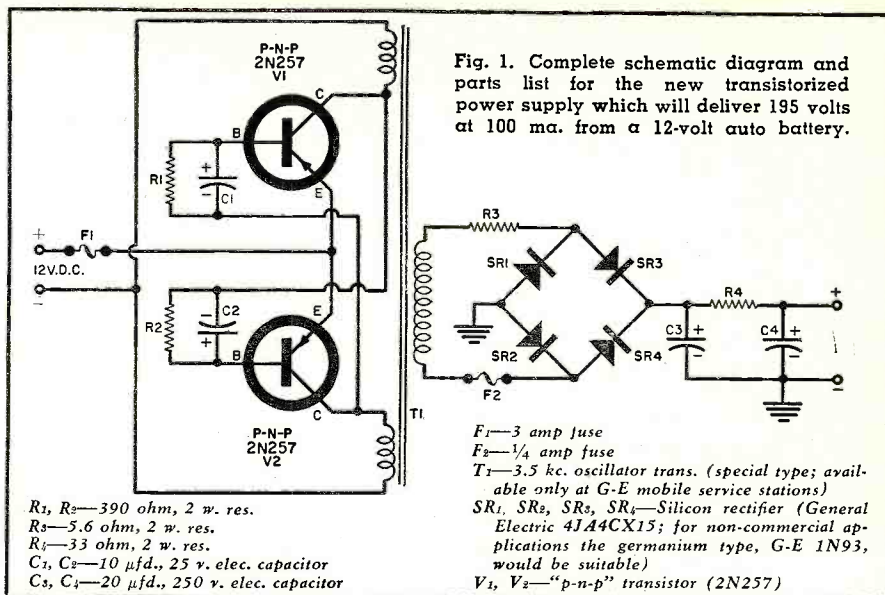 P-N-P
2N257
V1
C
B
E
R1
+
-
C1
Fig. 1. Complete schematic diagram and
parts list for the new transistorized
power supply which will deliver 195 volts
at 100 ma. from a 12-volt auto battery.
+
F1
12V.D.C.
-
R2
-
+
C2
E
B
C
P-N-P
2N257
V2
T1
R3
SR1
SR3
SR2
SR4
F2
R4
C3
+
-
C4
+
-
+
-
R1, R2—390 ohm, 2 w. res.
R3—5.6 ohm, 2 w. res.
R4—33 ohm, 2 w. res.
C1, C2—10 μfd., 25 v. elec. capacitor
C3, C4—20 μfd., 250 v. elec. capacitor
F1—3 amp fuse
F2—1/4 amp fuse
T1—3.5 kc. oscillator trans. (special type; avail-
able only at G-E mobile service stations)
SR1, SR2, SR3, SR4—Silicon rectifier (General
Electric 4JA4CX15; for non-commercial ap-
plications the germanium type, G-E 1N93,
would be suitable)
V1, V2—"p-n-p" transistor (2N257)